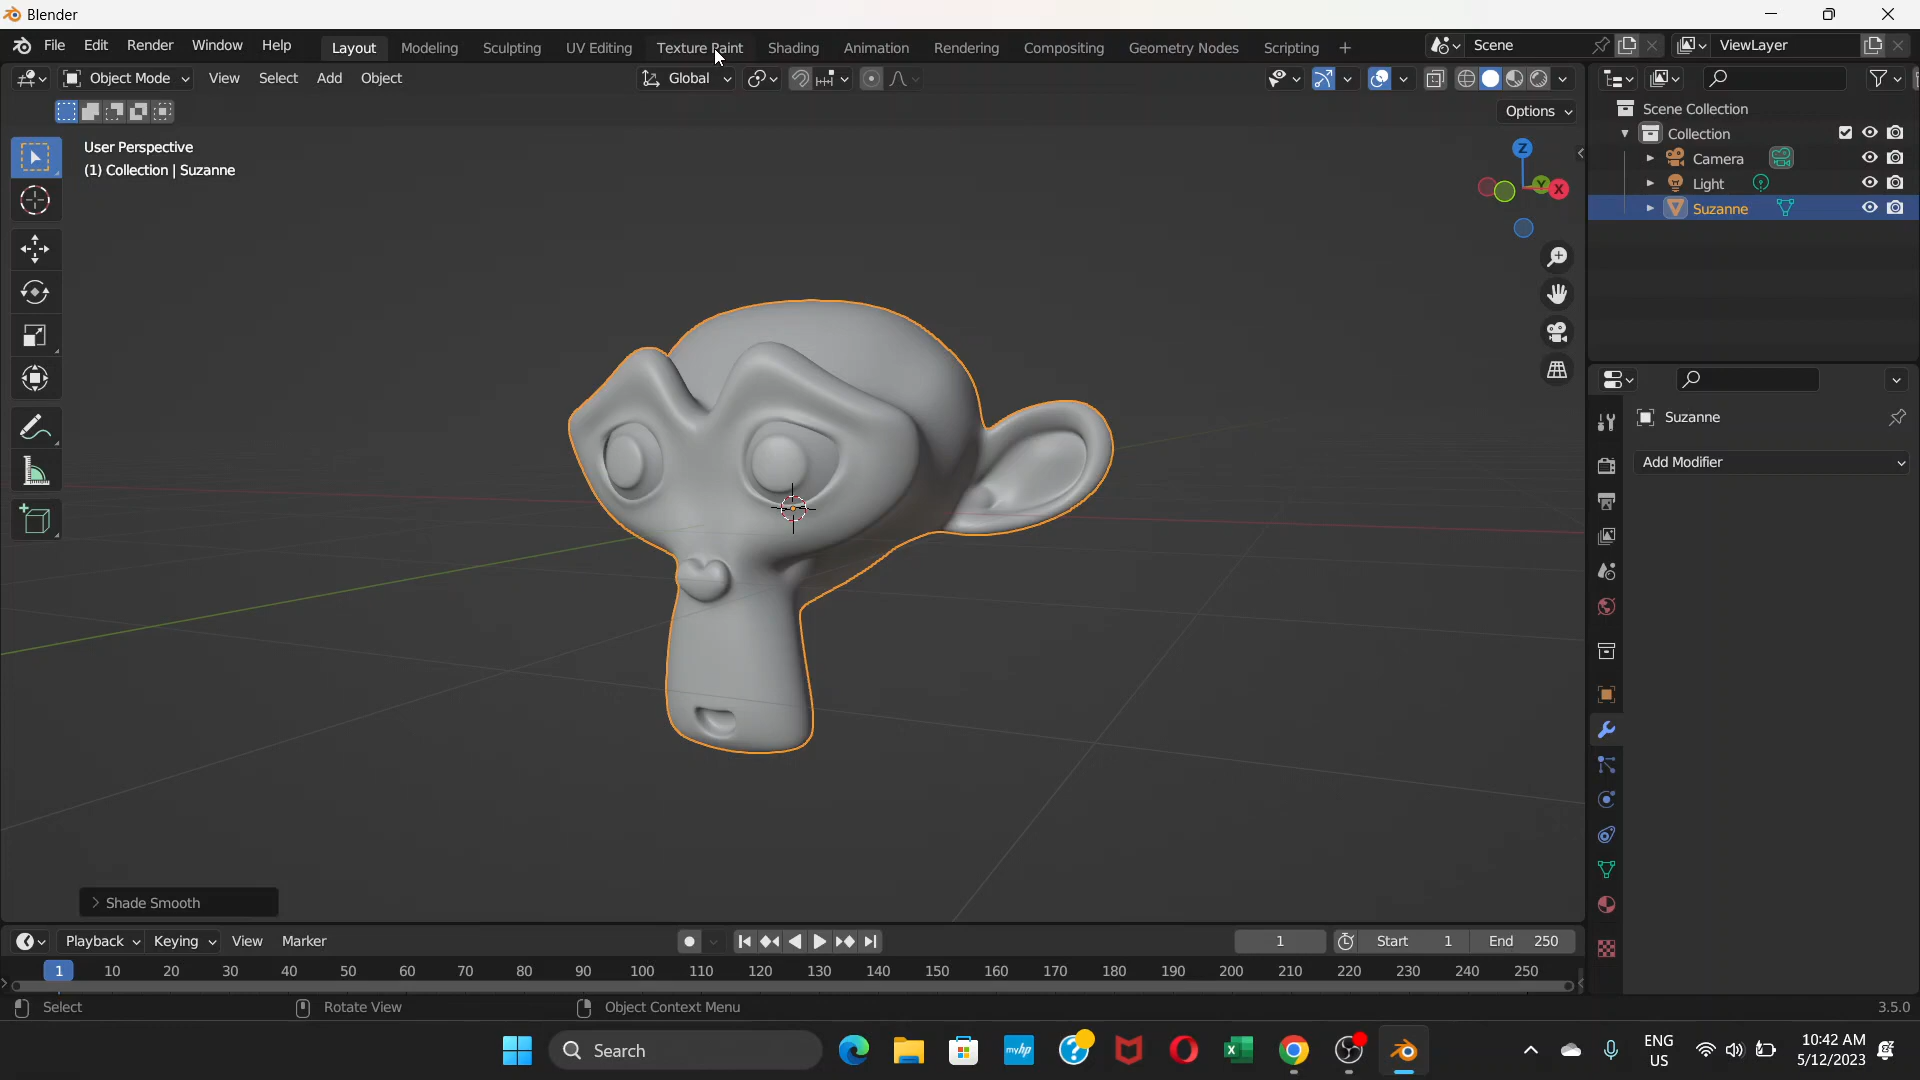 Blender
File Edit Render Window Help Layout Modeling Sculpting UV Editing Texture Paint Shading Animation Rendering Compositing Geometry Nodes Scripting + Scene ViewLayer
Object Mode View Select Add Object Global
Options
User Perspective
(1) Collection | Suzanne
Z
Y
X
Scene Collection
Collection
Camera
Light
Suzanne
Suzanne
Add Modifier
Shade Smooth
Playback Keying View Marker 1 Start 1 End 250
1 10 20 30 40 50 60 70 80 90 100 110 120 130 140 150 160 170 180 190 200 210 220 230 240 250
Select Rotate View Object Context Menu 3.5.0
Search
myhp
ENG
US
10:42 AM
5/12/2023